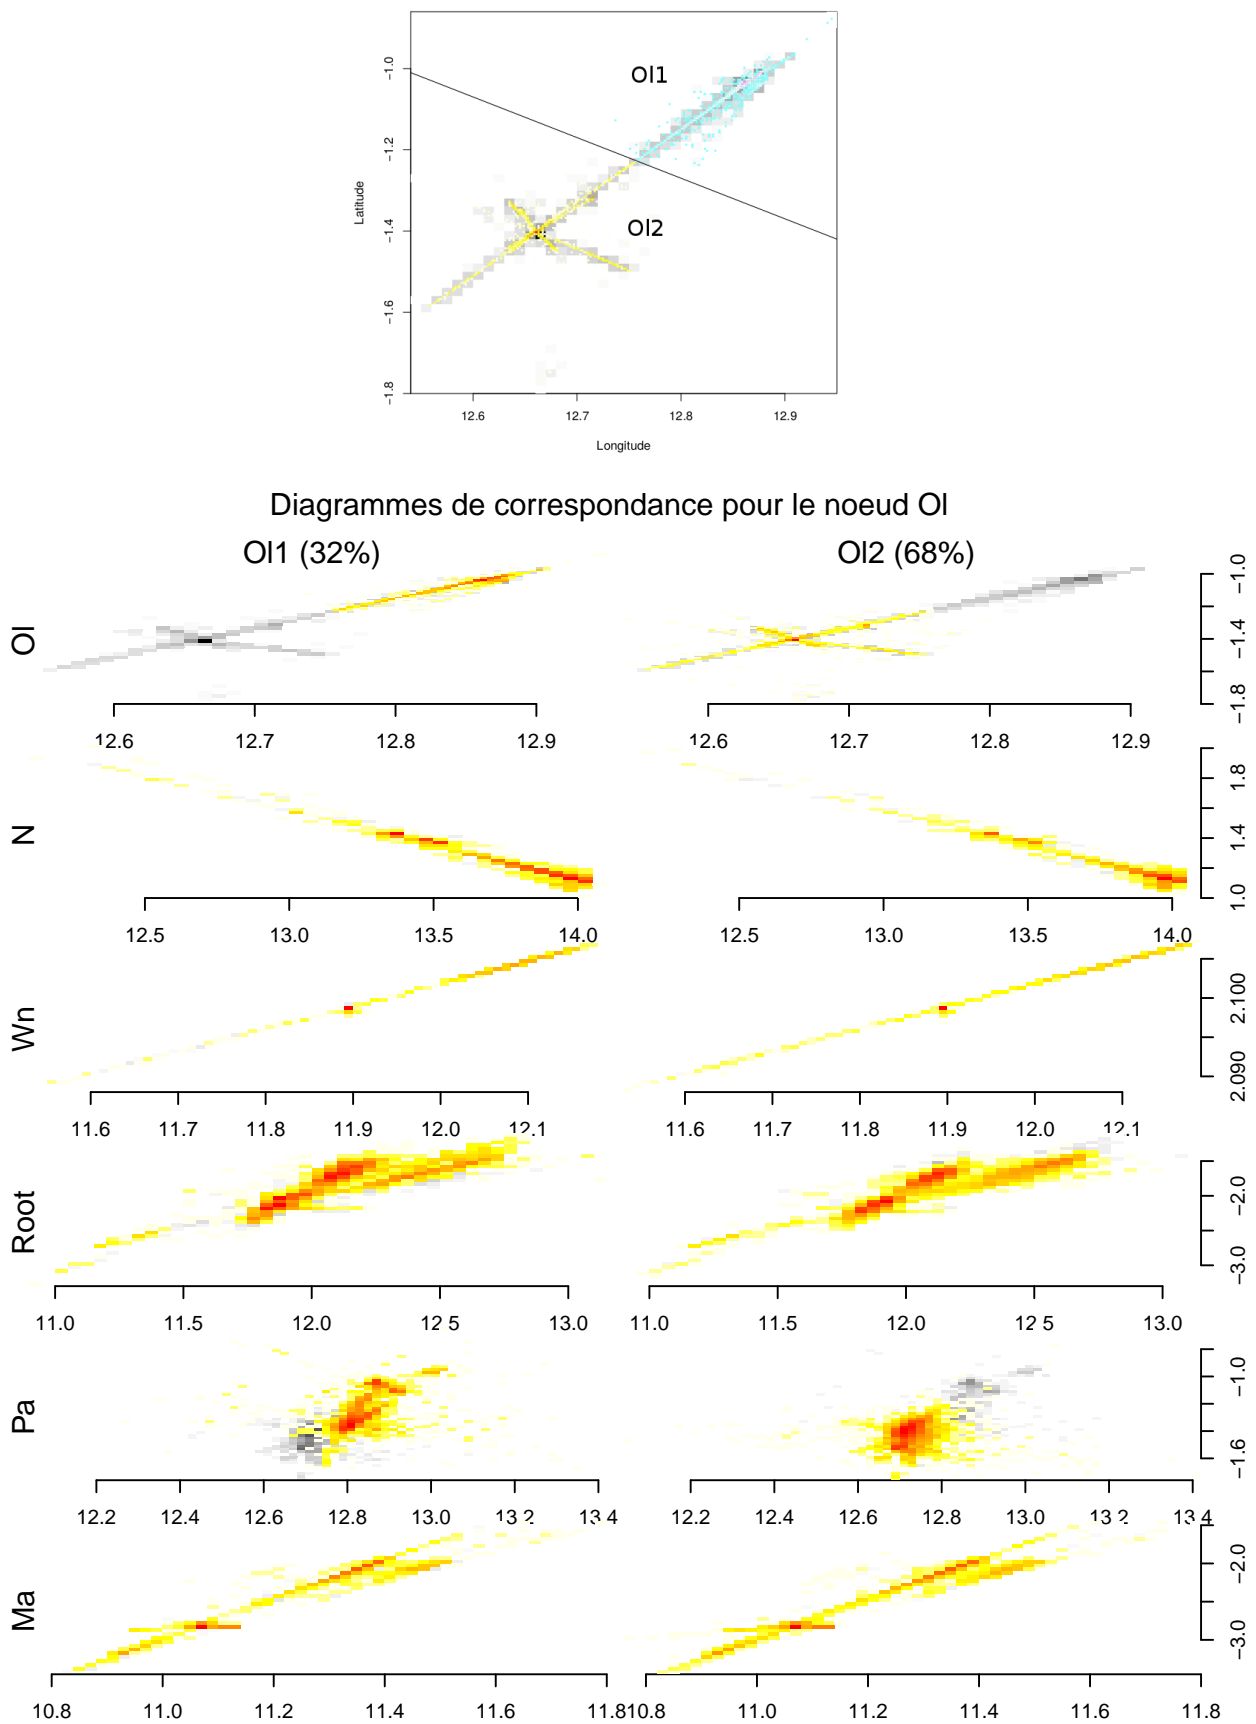 Ol1
Ol2
Latitude
−1.0
−1.2
−1.4
−1.6
−1.8
12.6 12.7 12.8 12.9
Longitude
Diagrammes de correspondance pour le noeud Ol
Ol1 (32%) Ol2 (68%)
Ol
−1.0
−1.4
−1.8
12.6 12.7 12.8 12.9 12.6 12.7 12.8 12.9
N
1.8
1.4
1.0
12.5 13.0 13.5 14.0 12.5 13.0 13.5 14.0
Wn
2.100
2.090
11.6 11.7 11.8 11.9 12.0 12.1 11.6 11.7 11.8 11.9 12.0 12.1
Root
−2.0
−3.0
11.0 11.5 12.0 12.5 13.0 11.0 11.5 12.0 12.5 13.0
Pa
−1.0
−1.6
12.2 12.4 12.6 12.8 13.0 13.2 13.4 12.2 12.4 12.6 12.8 13.0 13.2 13.4
Ma
−2.0
−3.0
10.8 11.0 11.2 11.4 11.6 11.8 10.8 11.0 11.2 11.4 11.6 11.8